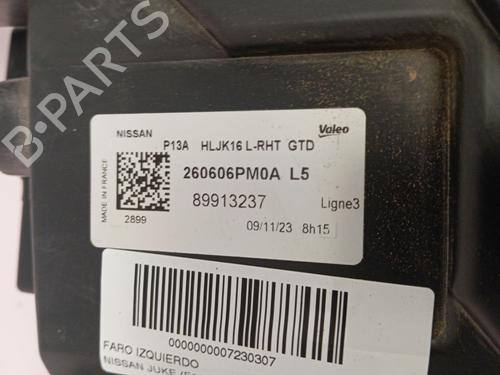 B-PARTS
NISSAN
Valeo
P13A HLJK16 L-RHT GTD
MADE IN FRANCE
260606PM0A L5
89913237
Ligne3
2899
09/11/23 8h15
0000000007230307
FARO IZQUIERDO
NISSAN JUKE